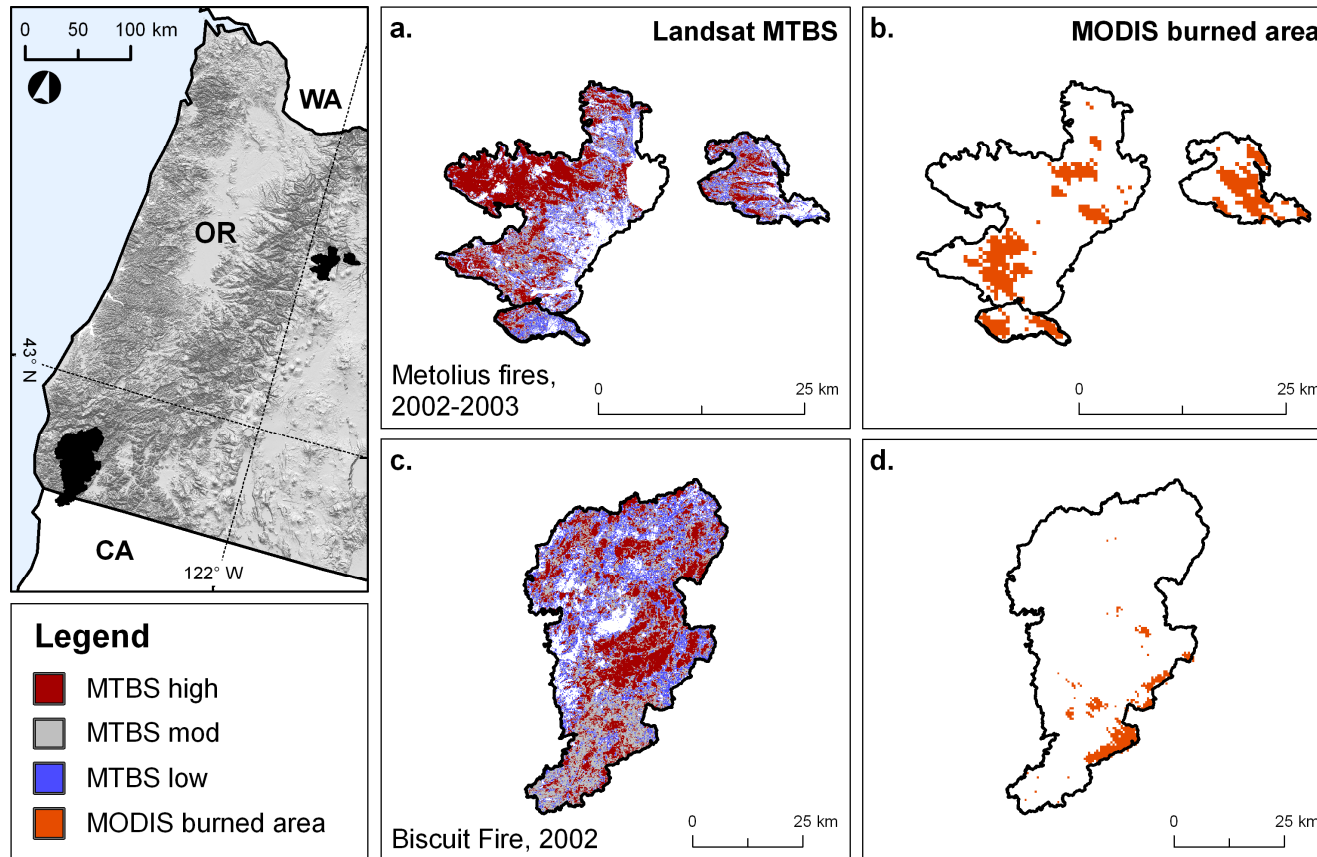 0 50 100 km
WA
OR
43° N
CA
122° W
Legend
MTBS high
MTBS mod
MTBS low
MODIS burned area
a. Landsat MTBS
0 25 km
Metolius fires,
2002-2003
b. MODIS burned area
0 25 km
c.
0 25 km
Biscuit Fire, 2002
d.
0 25 km